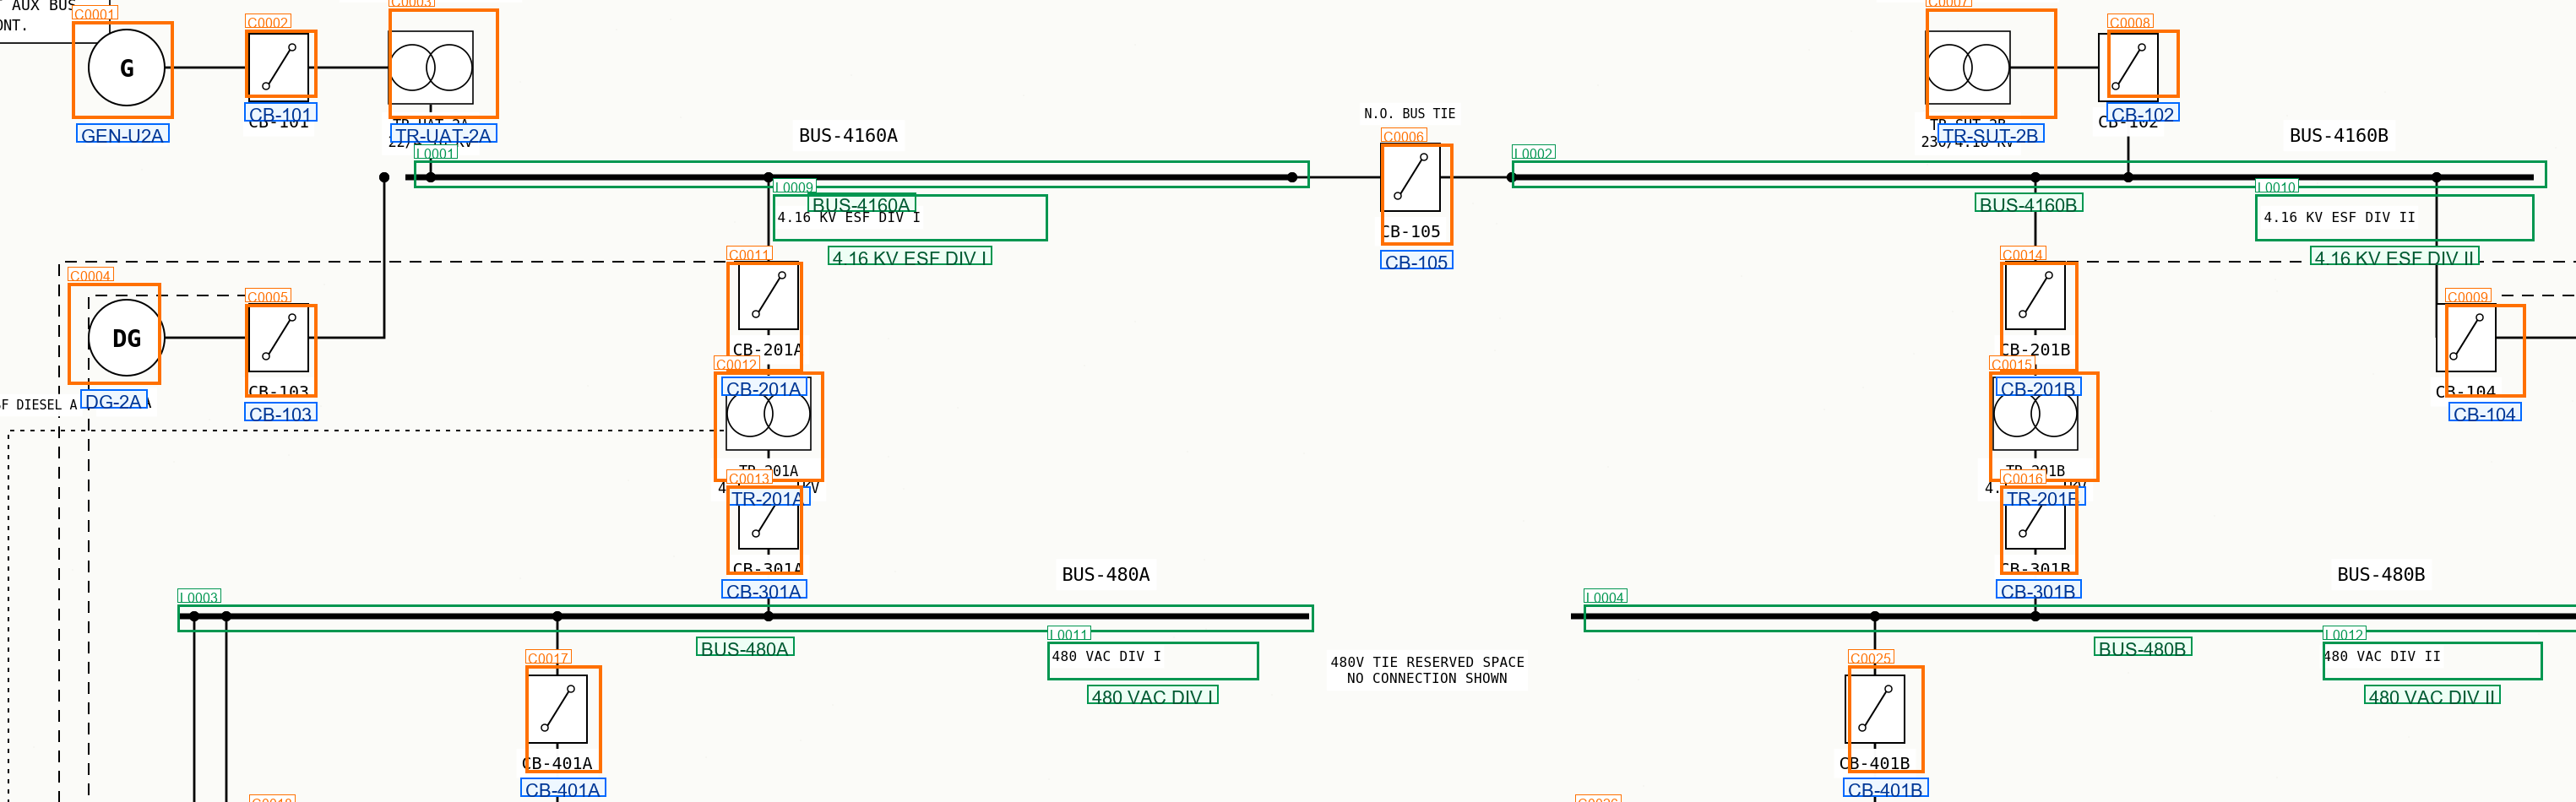 AUX BUS
ONT.
C0001
C0002
C0003
C0007
C0008
G
CB-101
CB-101
GEN-U2A
TR-UAT-2A
TR-SUT-2B
CB-102
CB-102
N.O. BUS TIE
BUS-4160A
BUS-4160B
C0006
L0001
L0002
L0009
L0010
BUS-4160A
4.16 KV ESF DIV I
4.16 KV ESF DIV I
CB-105
CB-105
BUS-4160B
4.16 KV ESF DIV II
4.16 KV ESF DIV II
C0004
C0005
C0011
C0014
C0009
DG
CB-201A
CB-201B
C0012
C0015
CB-103
CB-103
F DIESEL A
DG-2A
CB-201A
CB-201B
CB-104
CB-104
TR-201A
C0013
TR-201A
TR-201B
C0016
TR-201B
CB-301A
CB-301A
CB-301B
CB-301B
BUS-480A
BUS-480B
L0003
L0004
BUS-480A
L0011
480 VAC DIV I
480 VAC DIV I
480V TIE RESERVED SPACE
NO CONNECTION SHOWN
BUS-480B
L0012
480 VAC DIV II
480 VAC DIV II
C0017
C0025
CB-401A
CB-401A
CB-401B
CB-401B